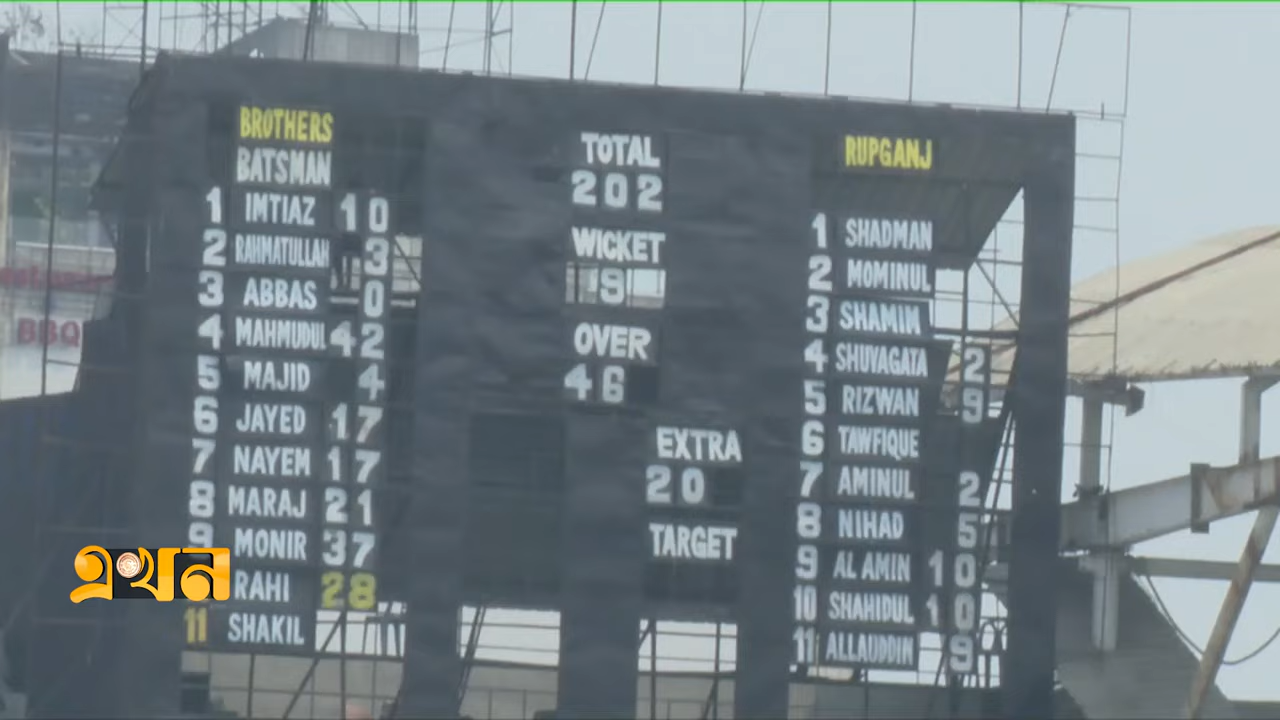 BROTHERS
BATSMAN
1 IMTIAZ 10
2 RAHMATULLAH 3
3 ABBAS 0
4 MAHMUDUL 42
5 MAJID 4
6 JAYED 17
7 NAYEM 17
8 MARAJ 21
9 MONIR 37
RAHI 28
11 SHAKIL
TOTAL
202
WICKET
9
OVER
46
EXTRA
20
TARGET
RUPGANJ
1 SHADMAN
2 MOMINUL
3 SHAMIM
4 SHUVAGATA 2
5 RIZWAN 9
6 TAWFIQUE
7 AMINUL 2
8 NIHAD 5
9 AL AMIN 10
10 SHAHIDUL 10
11 ALLAUDDIN 9
BBQ
এখন